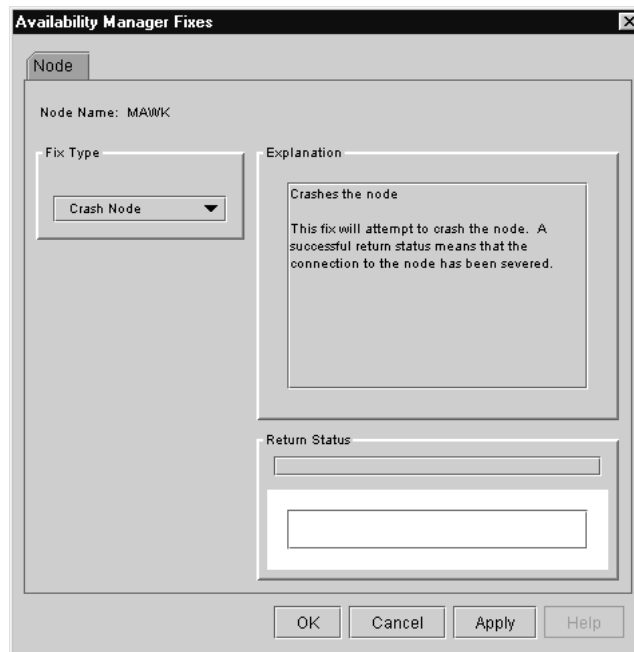 Availability Manager Fixes
Node
Node Name: MAWK
Fix Type
Crash Node
Explanation
Crashes the node
This fix will attempt to crash the node. A
successful return status means that the
connection to the node has been severed.
Return Status
OK
Cancel
Apply
Help